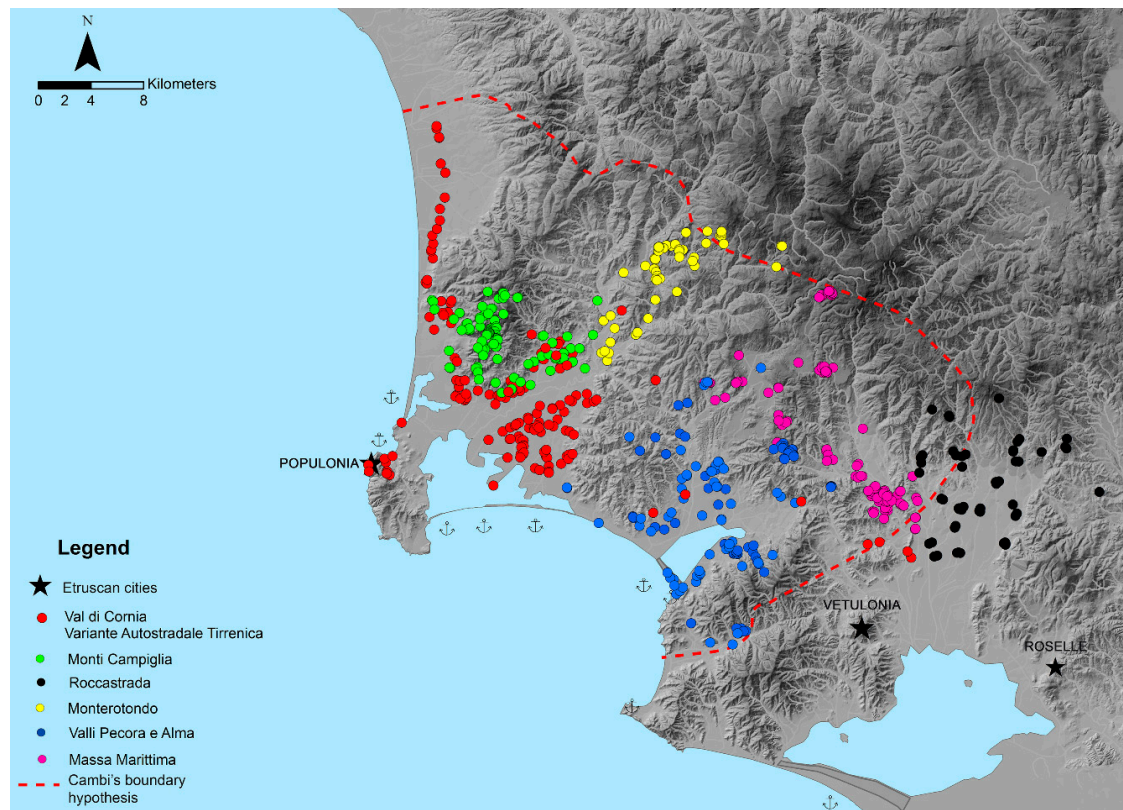 N
Kilometers
0 2 4 8
POPULONIA
VETULONIA
ROSELLE
Legend
Etruscan cities
Val di Cornia
Variante Autostradale Tirrenica
Monti Campiglia
Roccastrada
Monterotondo
Valli Pecora e Alma
Massa Marittima
Cambi's boundary
hypothesis